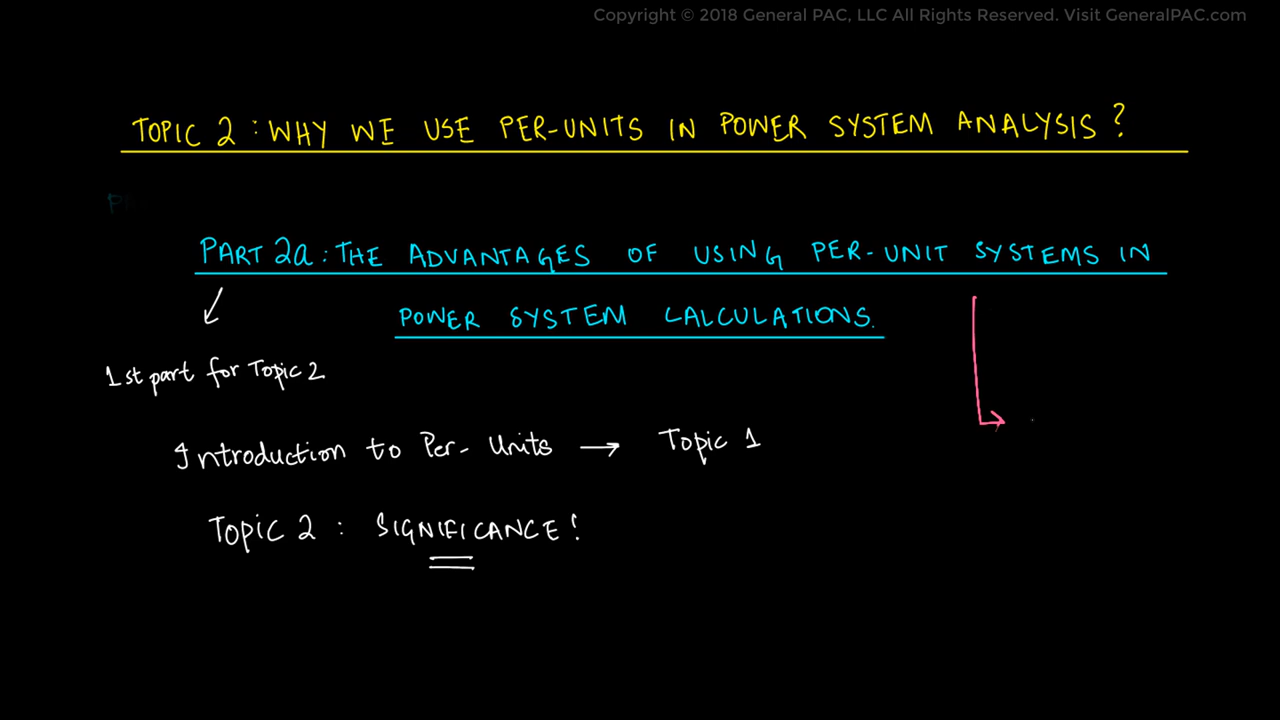 Copyright © 2018 General PAC, LLC All Rights Reserved. Visit GeneralPAC.com
TOPIC 2 : WHY WE USE PER-UNITS IN POWER SYSTEM ANALYSIS ?
PART 2a : THE ADVANTAGES OF USING PER-UNIT SYSTEMS IN
POWER SYSTEM CALCULATIONS.
1st part for Topic 2
Introduction to Per-Units → Topic 1
Topic 2 : SIGNIFICANCE !